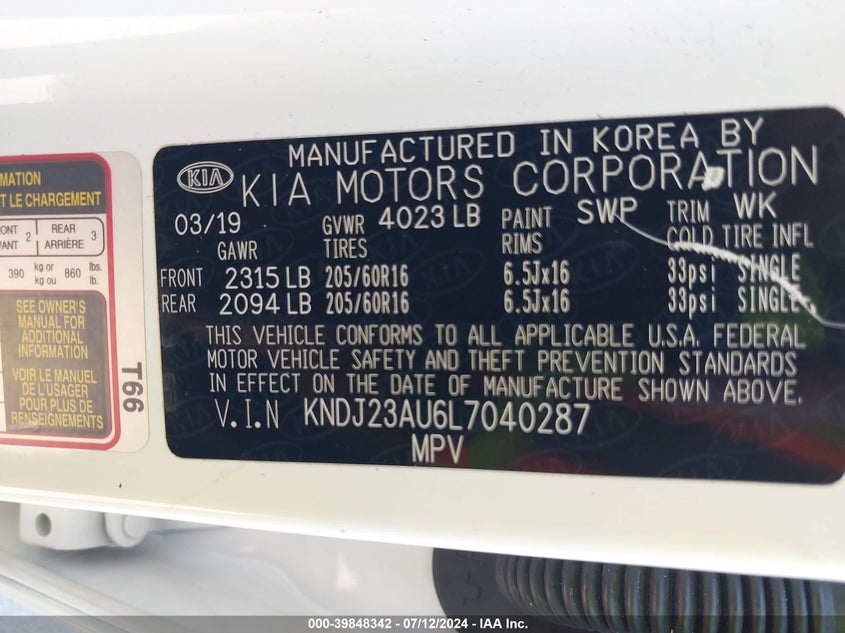 MANUFACTURED IN KOREA BY
KIA KIA MOTORS CORPORATION
03/19 GVWR 4023 LB PAINT SWP TRIM WK
GAWR TIRES RIMS COLD TIRE INFL
FRONT 2315 LB 205/60R16 6.5Jx16 33psi SINGLE
REAR 2094 LB 205/60R16 6.5Jx16 33psi SINGLE
THIS VEHICLE CONFORMS TO ALL APPLICABLE U.S.A. FEDERAL
MOTOR VEHICLE SAFETY AND THEFT PREVENTION STANDARDS
IN EFFECT ON THE DATE OF MANUFACTURE SHOWN ABOVE.
V.I.N KNDJ23AU6L7040287
MPV
LE CHARGEMENT
2 REAR
ARRIÈRE 3
390 kg or
kg ou 860 lbs.
lb.
SEE OWNER'S
MANUAL FOR
ADDITIONAL
INFORMATION
VOIR LE MANUEL
DE L'USAGER
POUR PLUS DE
RENSEIGNEMENTS
T66
000-39848342 - 07/12/2024 - IAA Inc.